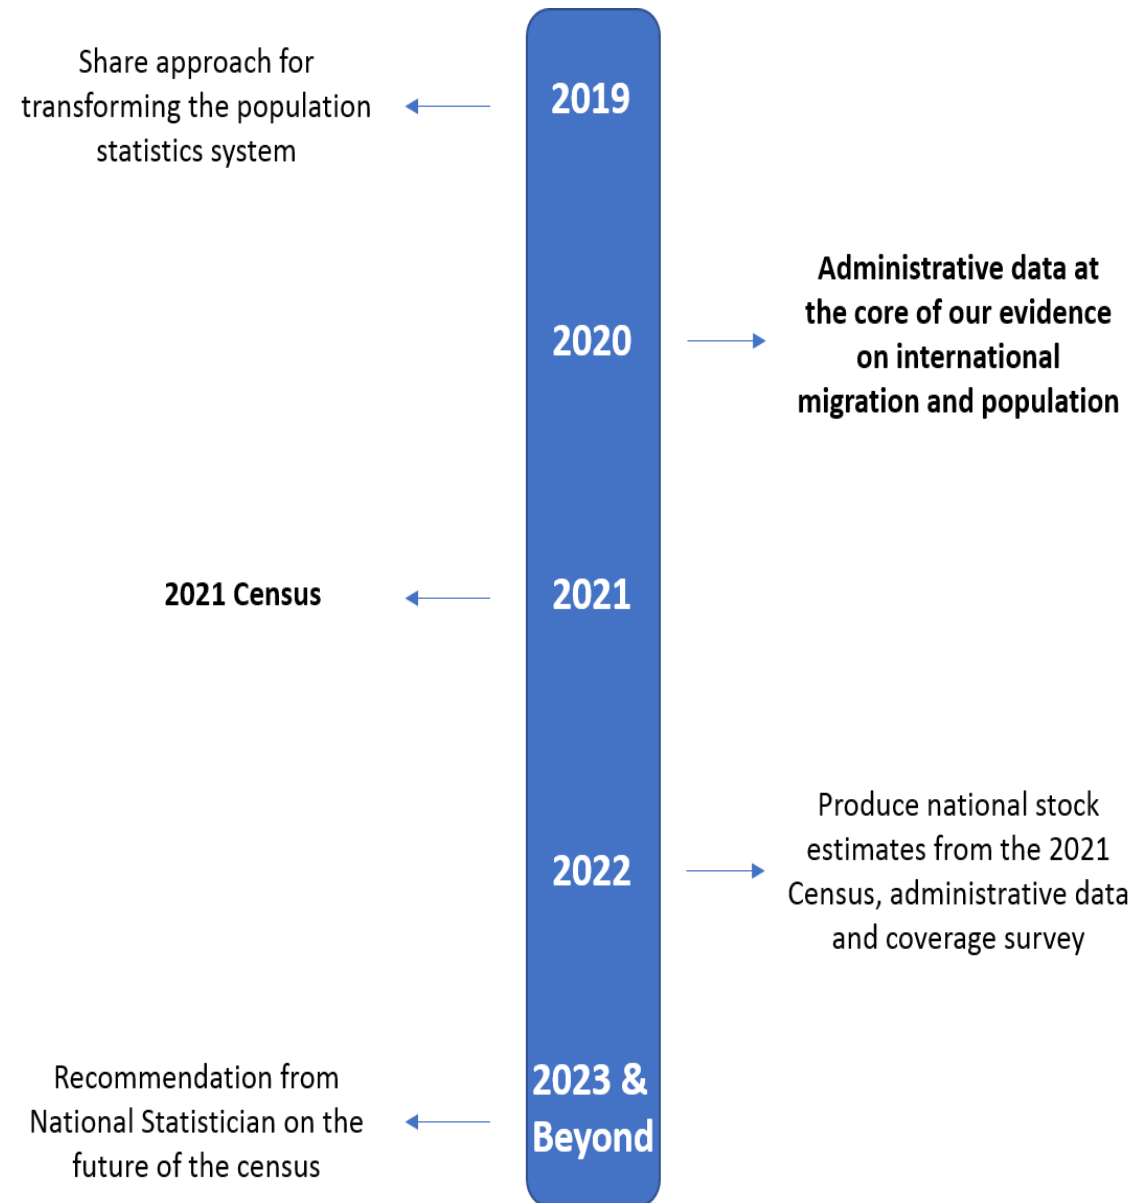 Share approach for
transforming the population
statistics system
2019
Administrative data at
the core of our evidence
on international
migration and population
2020
2021 Census
2021
Produce national stock
estimates from the 2021
Census, administrative data
and coverage survey
2022
Recommendation from
National Statistician on the
future of the census
2023 &
Beyond